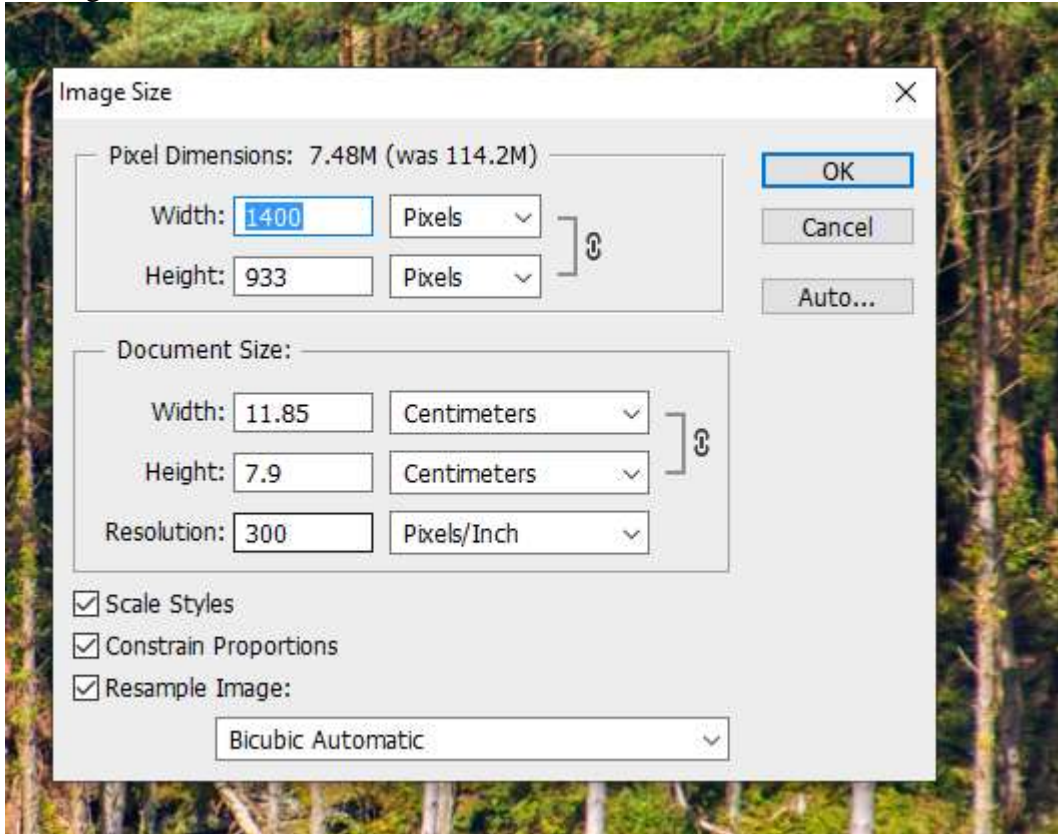 Image Size
Pixel Dimensions: 7.48M (was 114.2M)
OK
Width: 1400 Pixels
Cancel
Height: 933 Pixels
Auto...
Document Size:
Width: 11.85 Centimeters
Height: 7.9 Centimeters
Resolution: 300 Pixels/Inch
Scale Styles
Constrain Proportions
Resample Image:
Bicubic Automatic